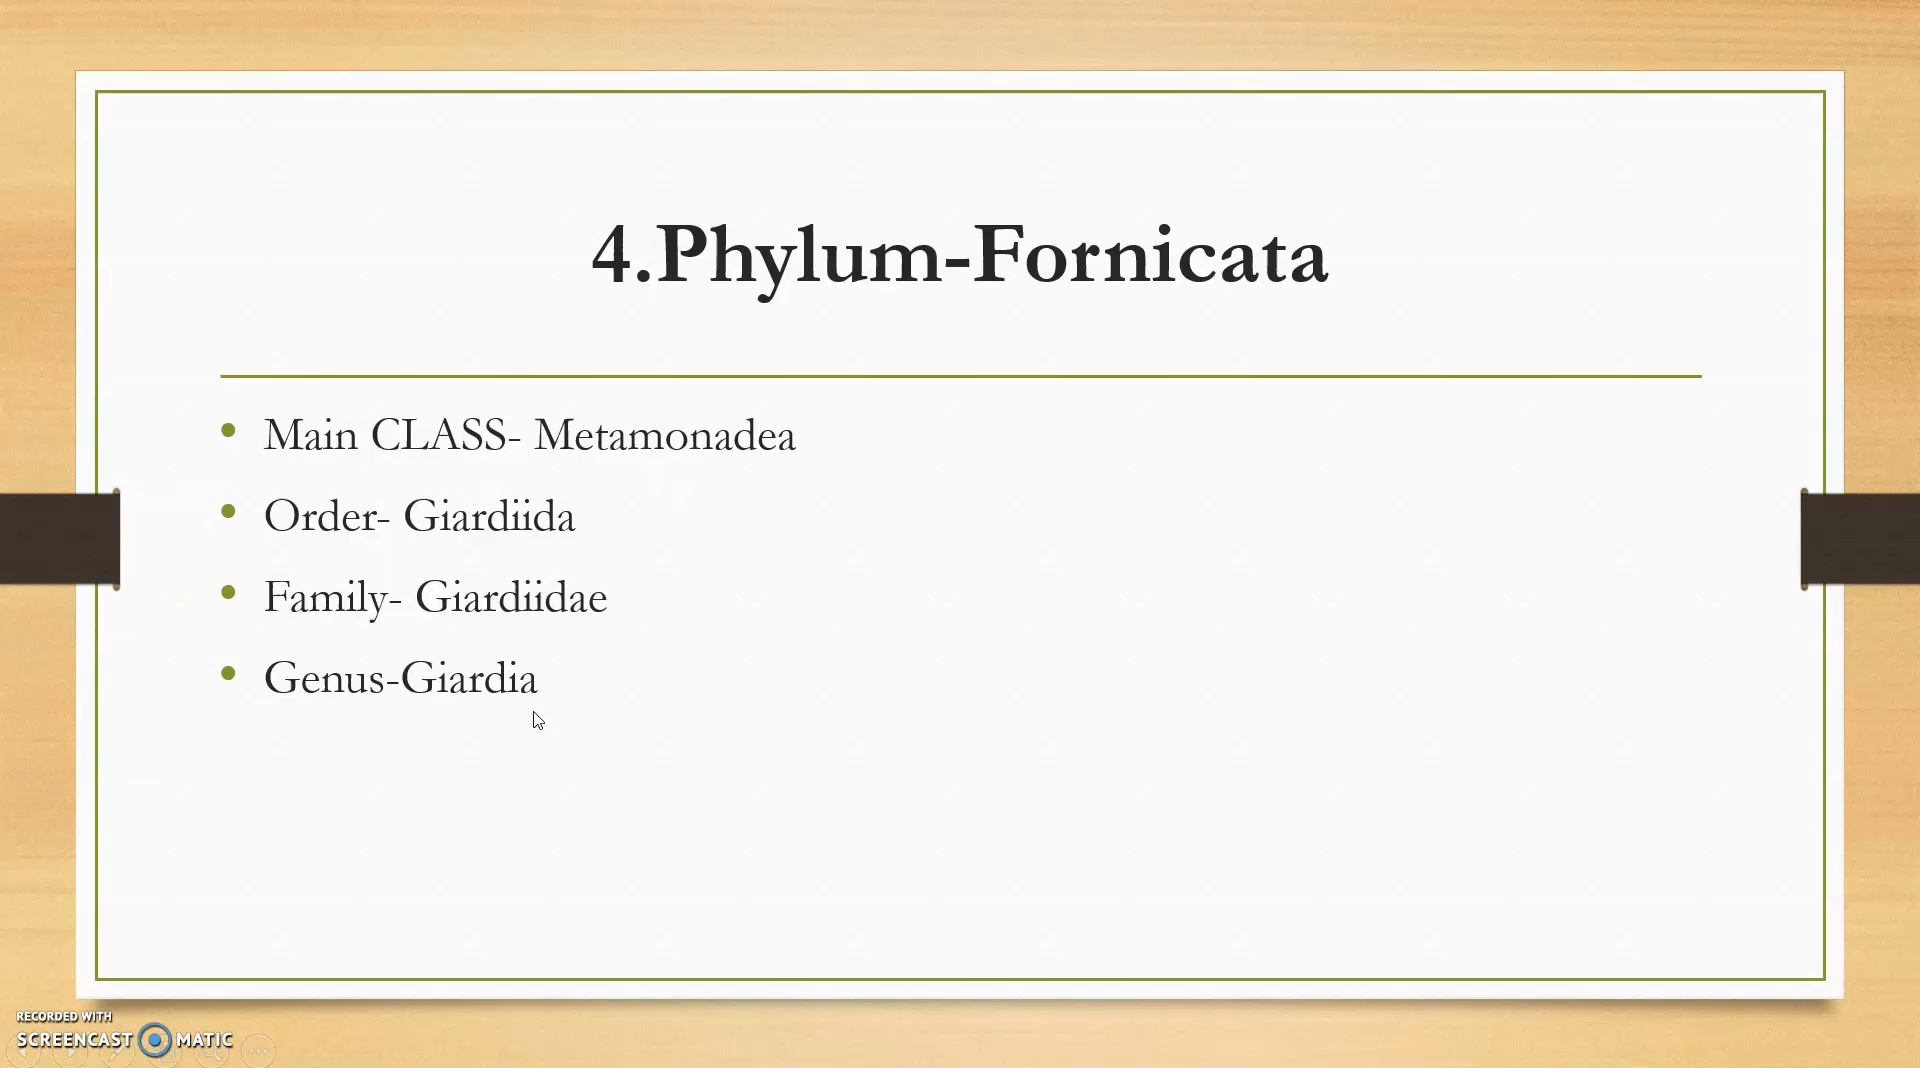 4.Phylum-Fornicata
Main CLASS- Metamonadea
Order- Giardiida
Family- Giardiidae
Genus-Giardia
RECORDED WITH
SCREENCAST MATIC